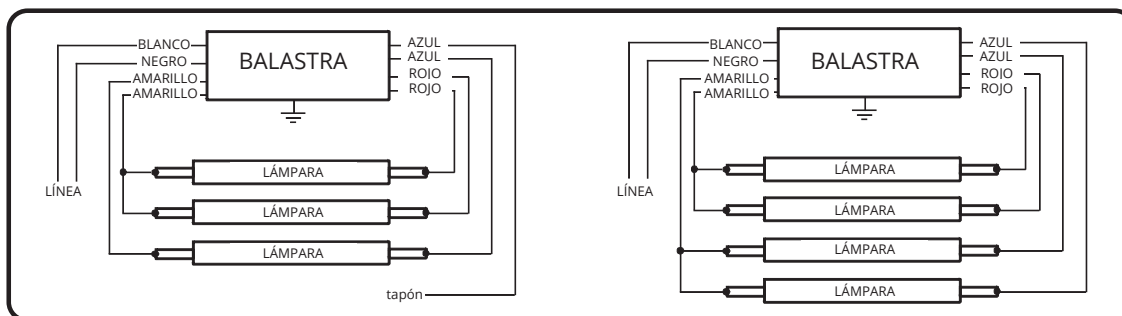 BLANCO
NEGRO
AMARILLO
AMARILLO
BALASTRA
AZUL
AZUL
ROJO
ROJO
LÍNEA
LÁMPARA
LÁMPARA
LÁMPARA
tapón
BLANCO
NEGRO
AMARILLO
AMARILLO
BALASTRA
AZUL
AZUL
ROJO
ROJO
LÍNEA
LÁMPARA
LÁMPARA
LÁMPARA
LÁMPARA